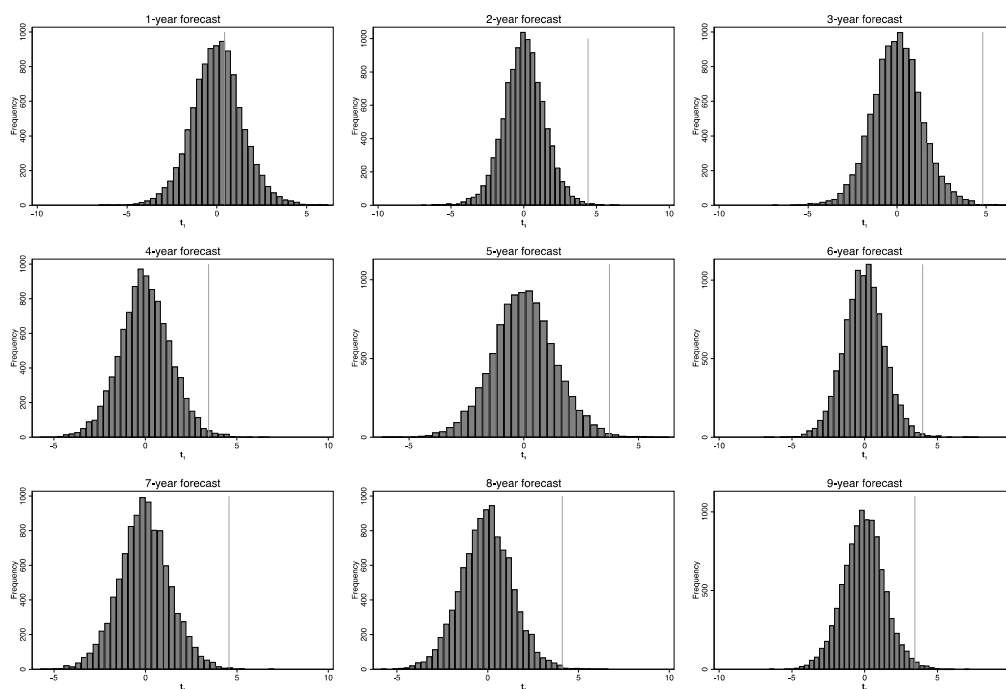 1-year forecast
Frequency
0 200 400 600 800 1000
-10 -5 0 5
t₁
2-year forecast
Frequency
0 200 400 600 800 1000
-10 -5 0 5 10
t₁
3-year forecast
Frequency
0 200 400 600 800 1000
-10 -5 0 5
t₁
4-year forecast
Frequency
0 200 400 600 800 1000
-5 0 5 10
t₁
5-year forecast
Frequency
0 500 1000
-5 0 5
t₁
6-year forecast
Frequency
0 500 1000
-10 -5 0 5
t₁
7-year forecast
Frequency
0 200 400 600 800 1000
-5 0 5 10
t
8-year forecast
Frequency
0 200 400 600 800 1000
-5 0 5 10
t
9-year forecast
Frequency
0 500 1000
-10 -5 0 5
t